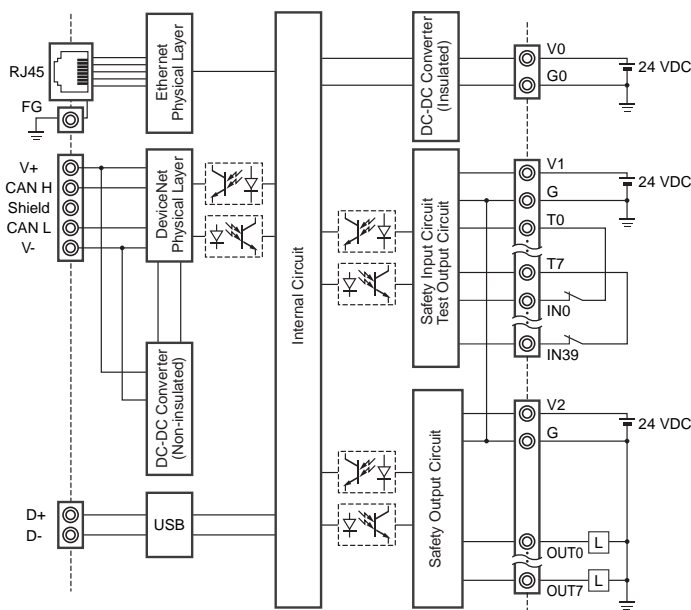 RJ45
FG
Ethernet
Physical Layer
V+
CAN H
Shield
CAN L
V-
DeviceNet
Physical Layer
DC-DC Converter
(Non-insulated)
D+
D-
USB
Internal Circuit
DC-DC Converter
(Insulated)
V0
G0
24 VDC
Safety Input Circuit
Test Output Circuit
V1
G
24 VDC
T0
T7
IN0
IN39
Safety Output Circuit
V2
G
24 VDC
OUT0
L
OUT7
L